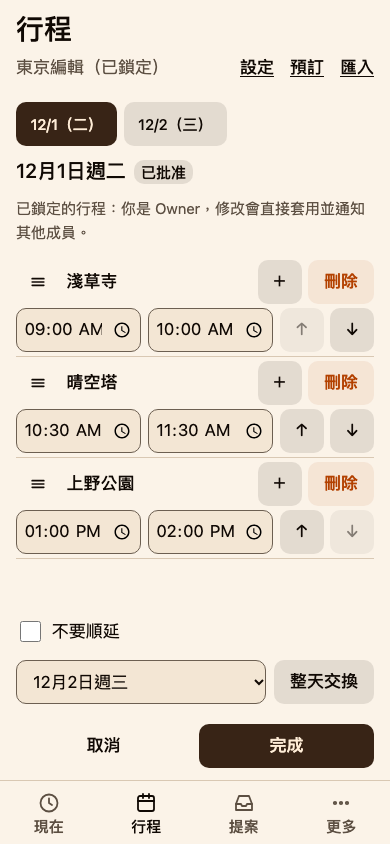 行程
東京編輯（已鎖定） 設定 預訂 匯入
12/1（二） 12/2（三）
12月1日週二 已批准
已鎖定的行程：你是 Owner，修改會直接套用並通知
其他成員。
淺草寺 + 刪除
09:00 AM 10:00 AM ↑ ↓
晴空塔 + 刪除
10:30 AM 11:30 AM ↑ ↓
上野公園 + 刪除
01:00 PM 02:00 PM ↑ ↓
不要順延
12月2日週三 整天交換
取消 完成
現在 行程 提案 更多